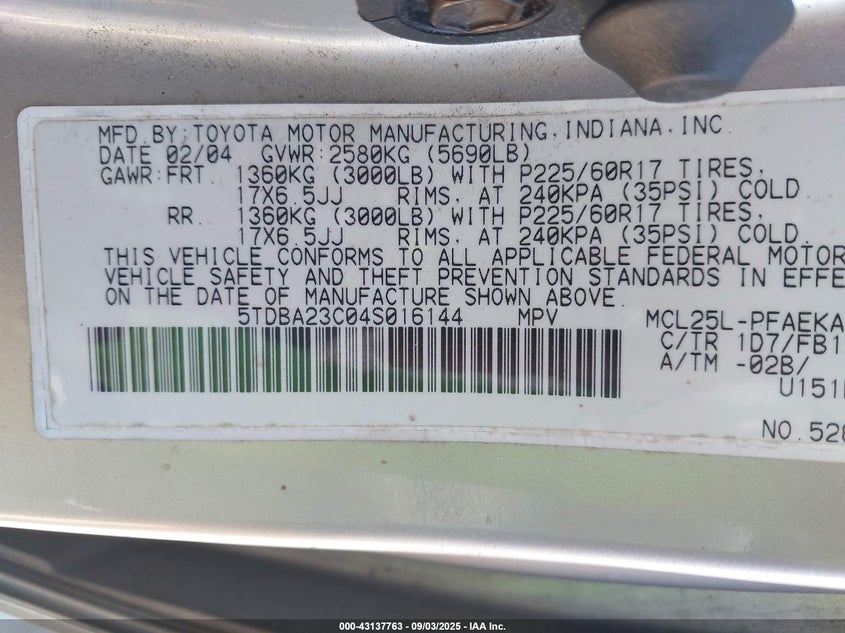 MFD.BY:TOYOTA MOTOR MANUFACTURING.INDIANA.INC
DATE 02/04 GVWR:2580KG (5690LB)
GAWR:FRT 1360KG (3000LB) WITH P225/60R17 TIRES.
17X6.5JJ RIMS. AT 240KPA (35PSI) COLD
RR. 1360KG (3000LB) WITH P225/60R17 TIRES.
17X6.5JJ RIMS. AT 240KPA (35PSI) COLD.
THIS VEHICLE CONFORMS TO ALL APPLICABLE FEDERAL MOTOR
VEHICLE SAFETY AND THEFT PREVENTION STANDARDS IN EFFE
ON THE DATE OF MANUFACTURE SHOWN ABOVE.
5TDBA23C04S016144 MPV MCL25L-PFAEKA
C/TR 1D7/FB1
A/TM -02B/
U151
NO.528
000-43137763 - 09/03/2025 - IAA Inc.